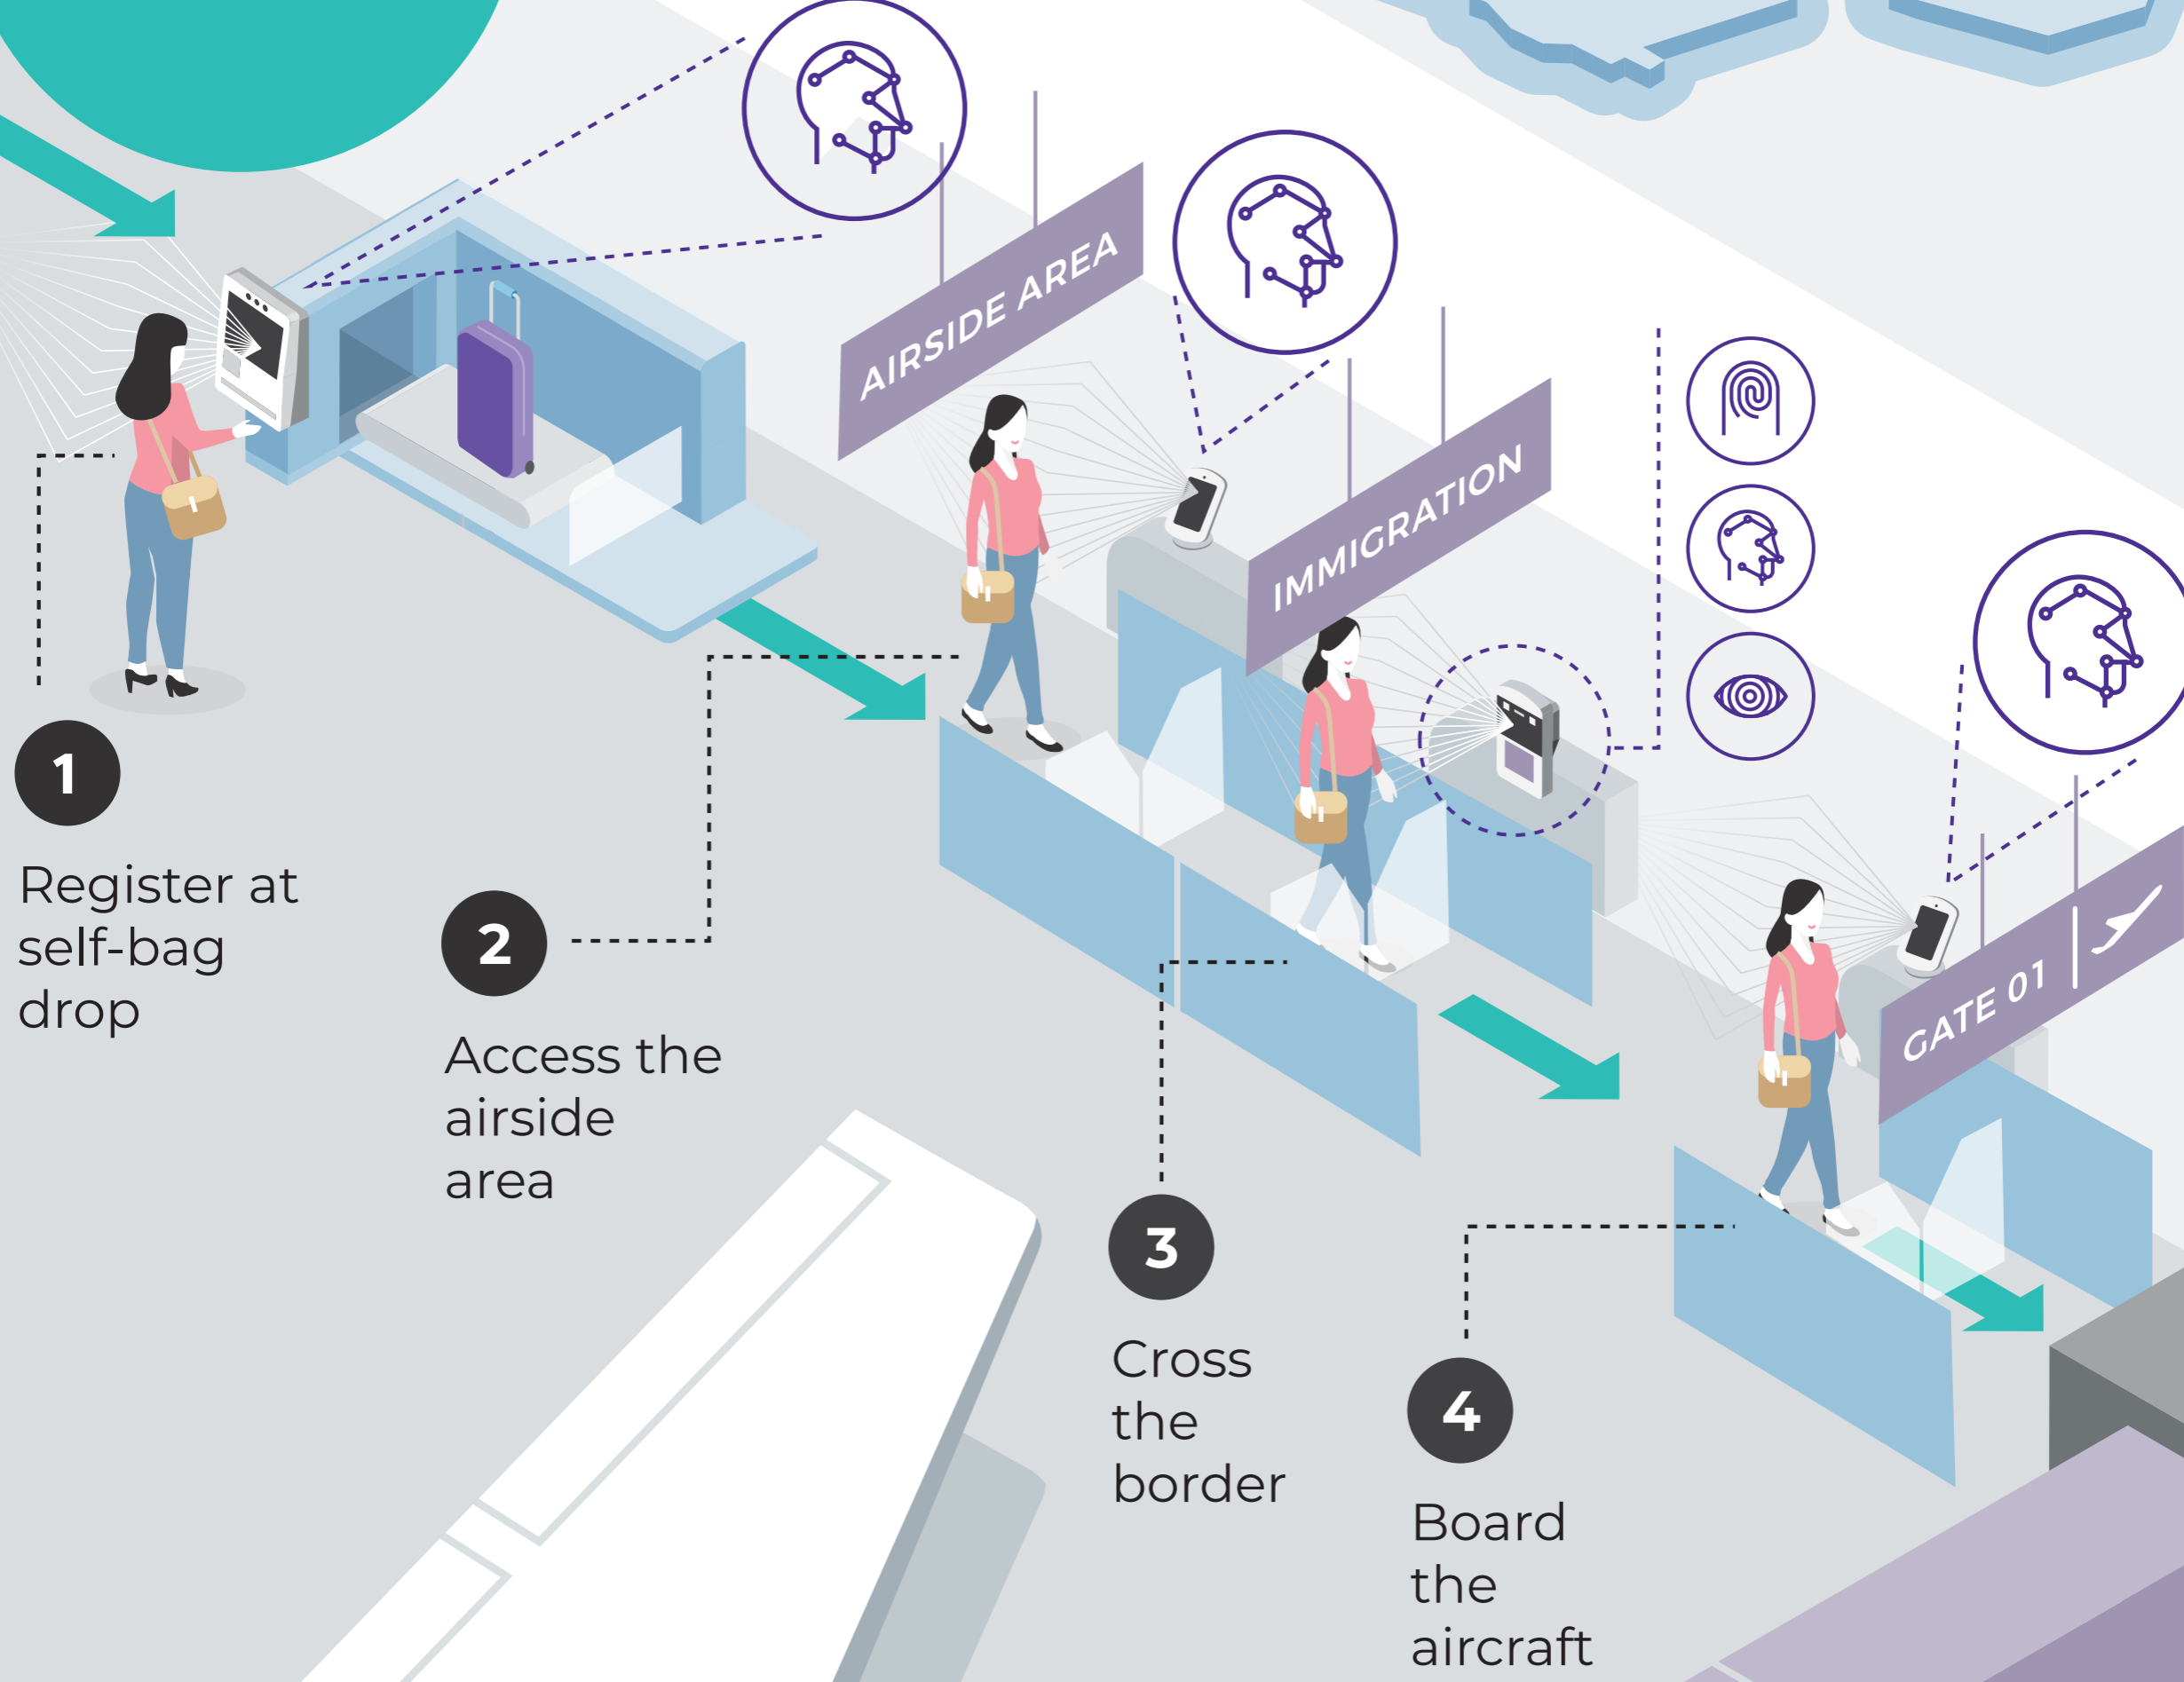 AIRSIDE AREA
IMMIGRATION
GATE 01
1
Register at
self-bag
drop
2
Access the
airside
area
3
Cross
the
border
4
Board
the
aircraft